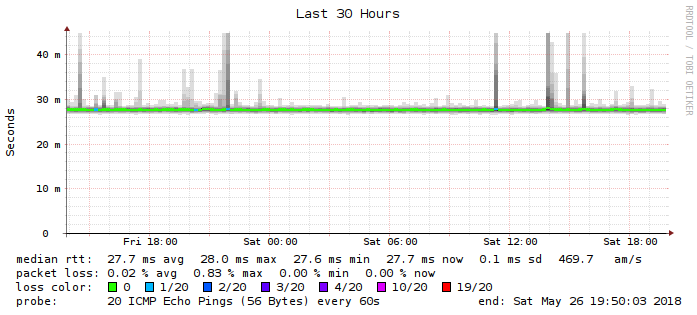 Last 30 Hours
RRDTOOL / TOBI OETIKER
Seconds
40 m
30 m
20 m
10 m
0
Fri 18:00 Sat 00:00 Sat 06:00 Sat 12:00 Sat 18:00
median rtt: 27.7 ms avg 28.0 ms max 27.6 ms min 27.7 ms now 0.1 ms sd 469.7 am/s
packet loss: 0.02 % avg 0.83 % max 0.00 % min 0.00 % now
loss color: 0 1/20 2/20 3/20 4/20 10/20 19/20
probe: 20 ICMP Echo Pings (56 Bytes) every 60s end: Sat May 26 19:50:03 2018